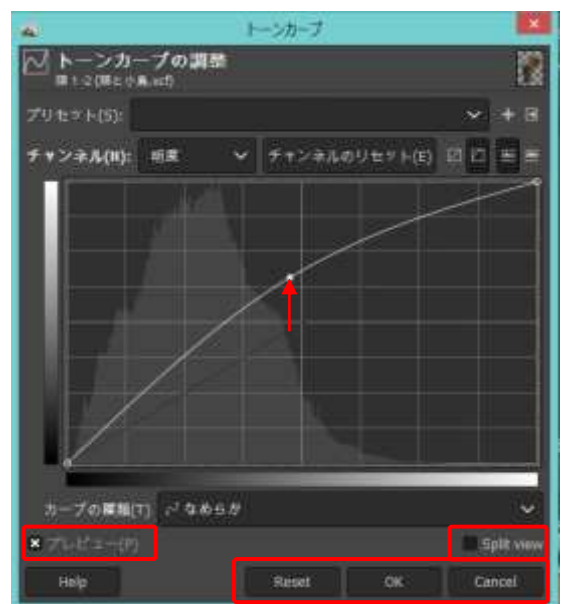 トーンカーブ
トーンカーブの調整
プリセット(S):
チャンネル(N): 明度 チャンネルのリセット(E)
カーブの種類(T) なめらか
プレビュー(P) Split view
Help Reset OK Cancel